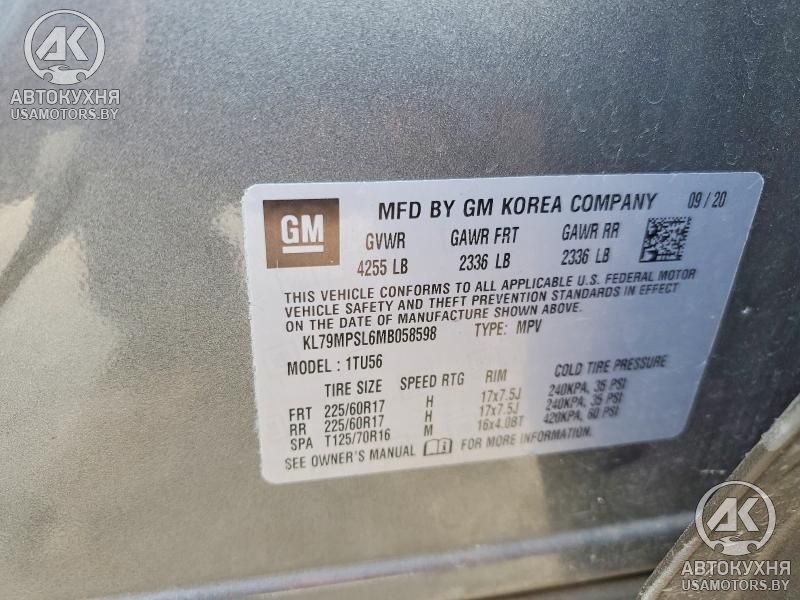 АК
АВТОКУХНЯ
USAMOTORS.BY
GM
MFD BY GM KOREA COMPANY 09 / 20
GVWR GAWR FRT GAWR RR
4255 LB 2336 LB 2336 LB
THIS VEHICLE CONFORMS TO ALL APPLICABLE U.S. FEDERAL MOTOR
VEHICLE SAFETY AND THEFT PREVENTION STANDARDS IN EFFECT
ON THE DATE OF MANUFACTURE SHOWN ABOVE.
KL79MPSL6MB058598 TYPE: MPV
MODEL : 1TU56
TIRE SIZE SPEED RTG RIM COLD TIRE PRESSURE
FRT 225/60R17 H 17x7.5J 240KPA, 35 PSI
RR 225/60R17 H 17x7.5J 240KPA, 35 PSI
SPA T125/70R16 M 16x4.0BT 420KPA, 60 PSI
SEE OWNER'S MANUAL FOR MORE INFORMATION.
АК
АВТОКУХНЯ
USAMOTORS.BY